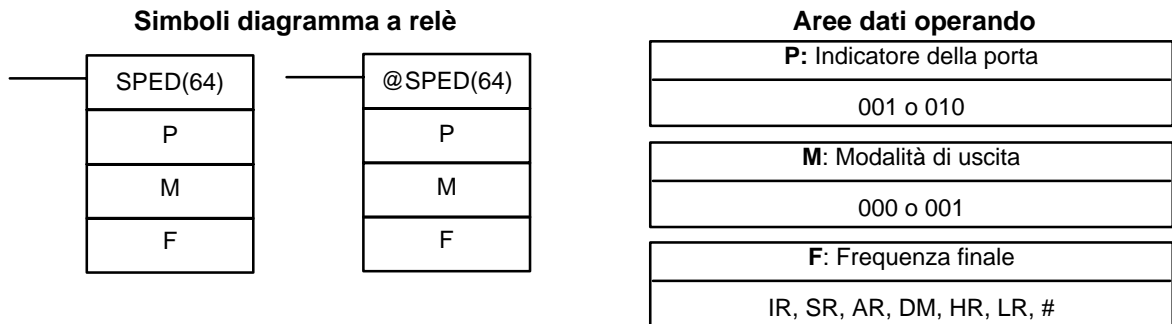 Simboli diagramma a relè
SPED(64)
P
M
F
@SPED(64)
P
M
F
Aree dati operando
P: Indicatore della porta
001 o 010
M: Modalità di uscita
000 o 001
F: Frequenza finale
IR, SR, AR, DM, HR, LR, #